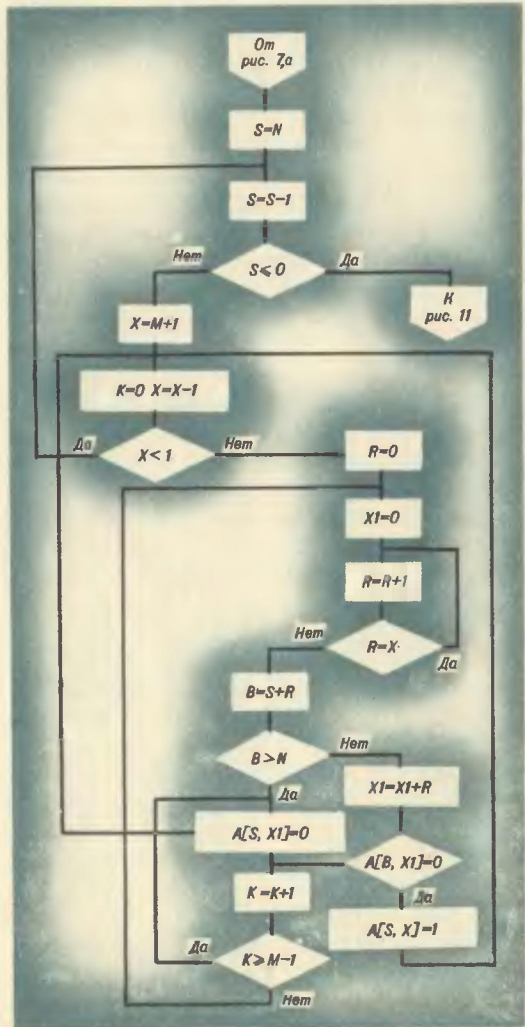 От
рис. 7,а
S=N
S=S-1
Нет
S≤0
Да
К
рис. 11
X=M+1
K=0 X=X-1
Да
X<1
Нет
R=0
X1=0
R=R+1
Нет
R=X
Да
B=S+R
B>N
Нет
Да
X1=X1+R
A[S, X1]=0
A[B, X1]=0
K=K+1
Да
A[S, X]=1
Да
K≥M-1
Нет